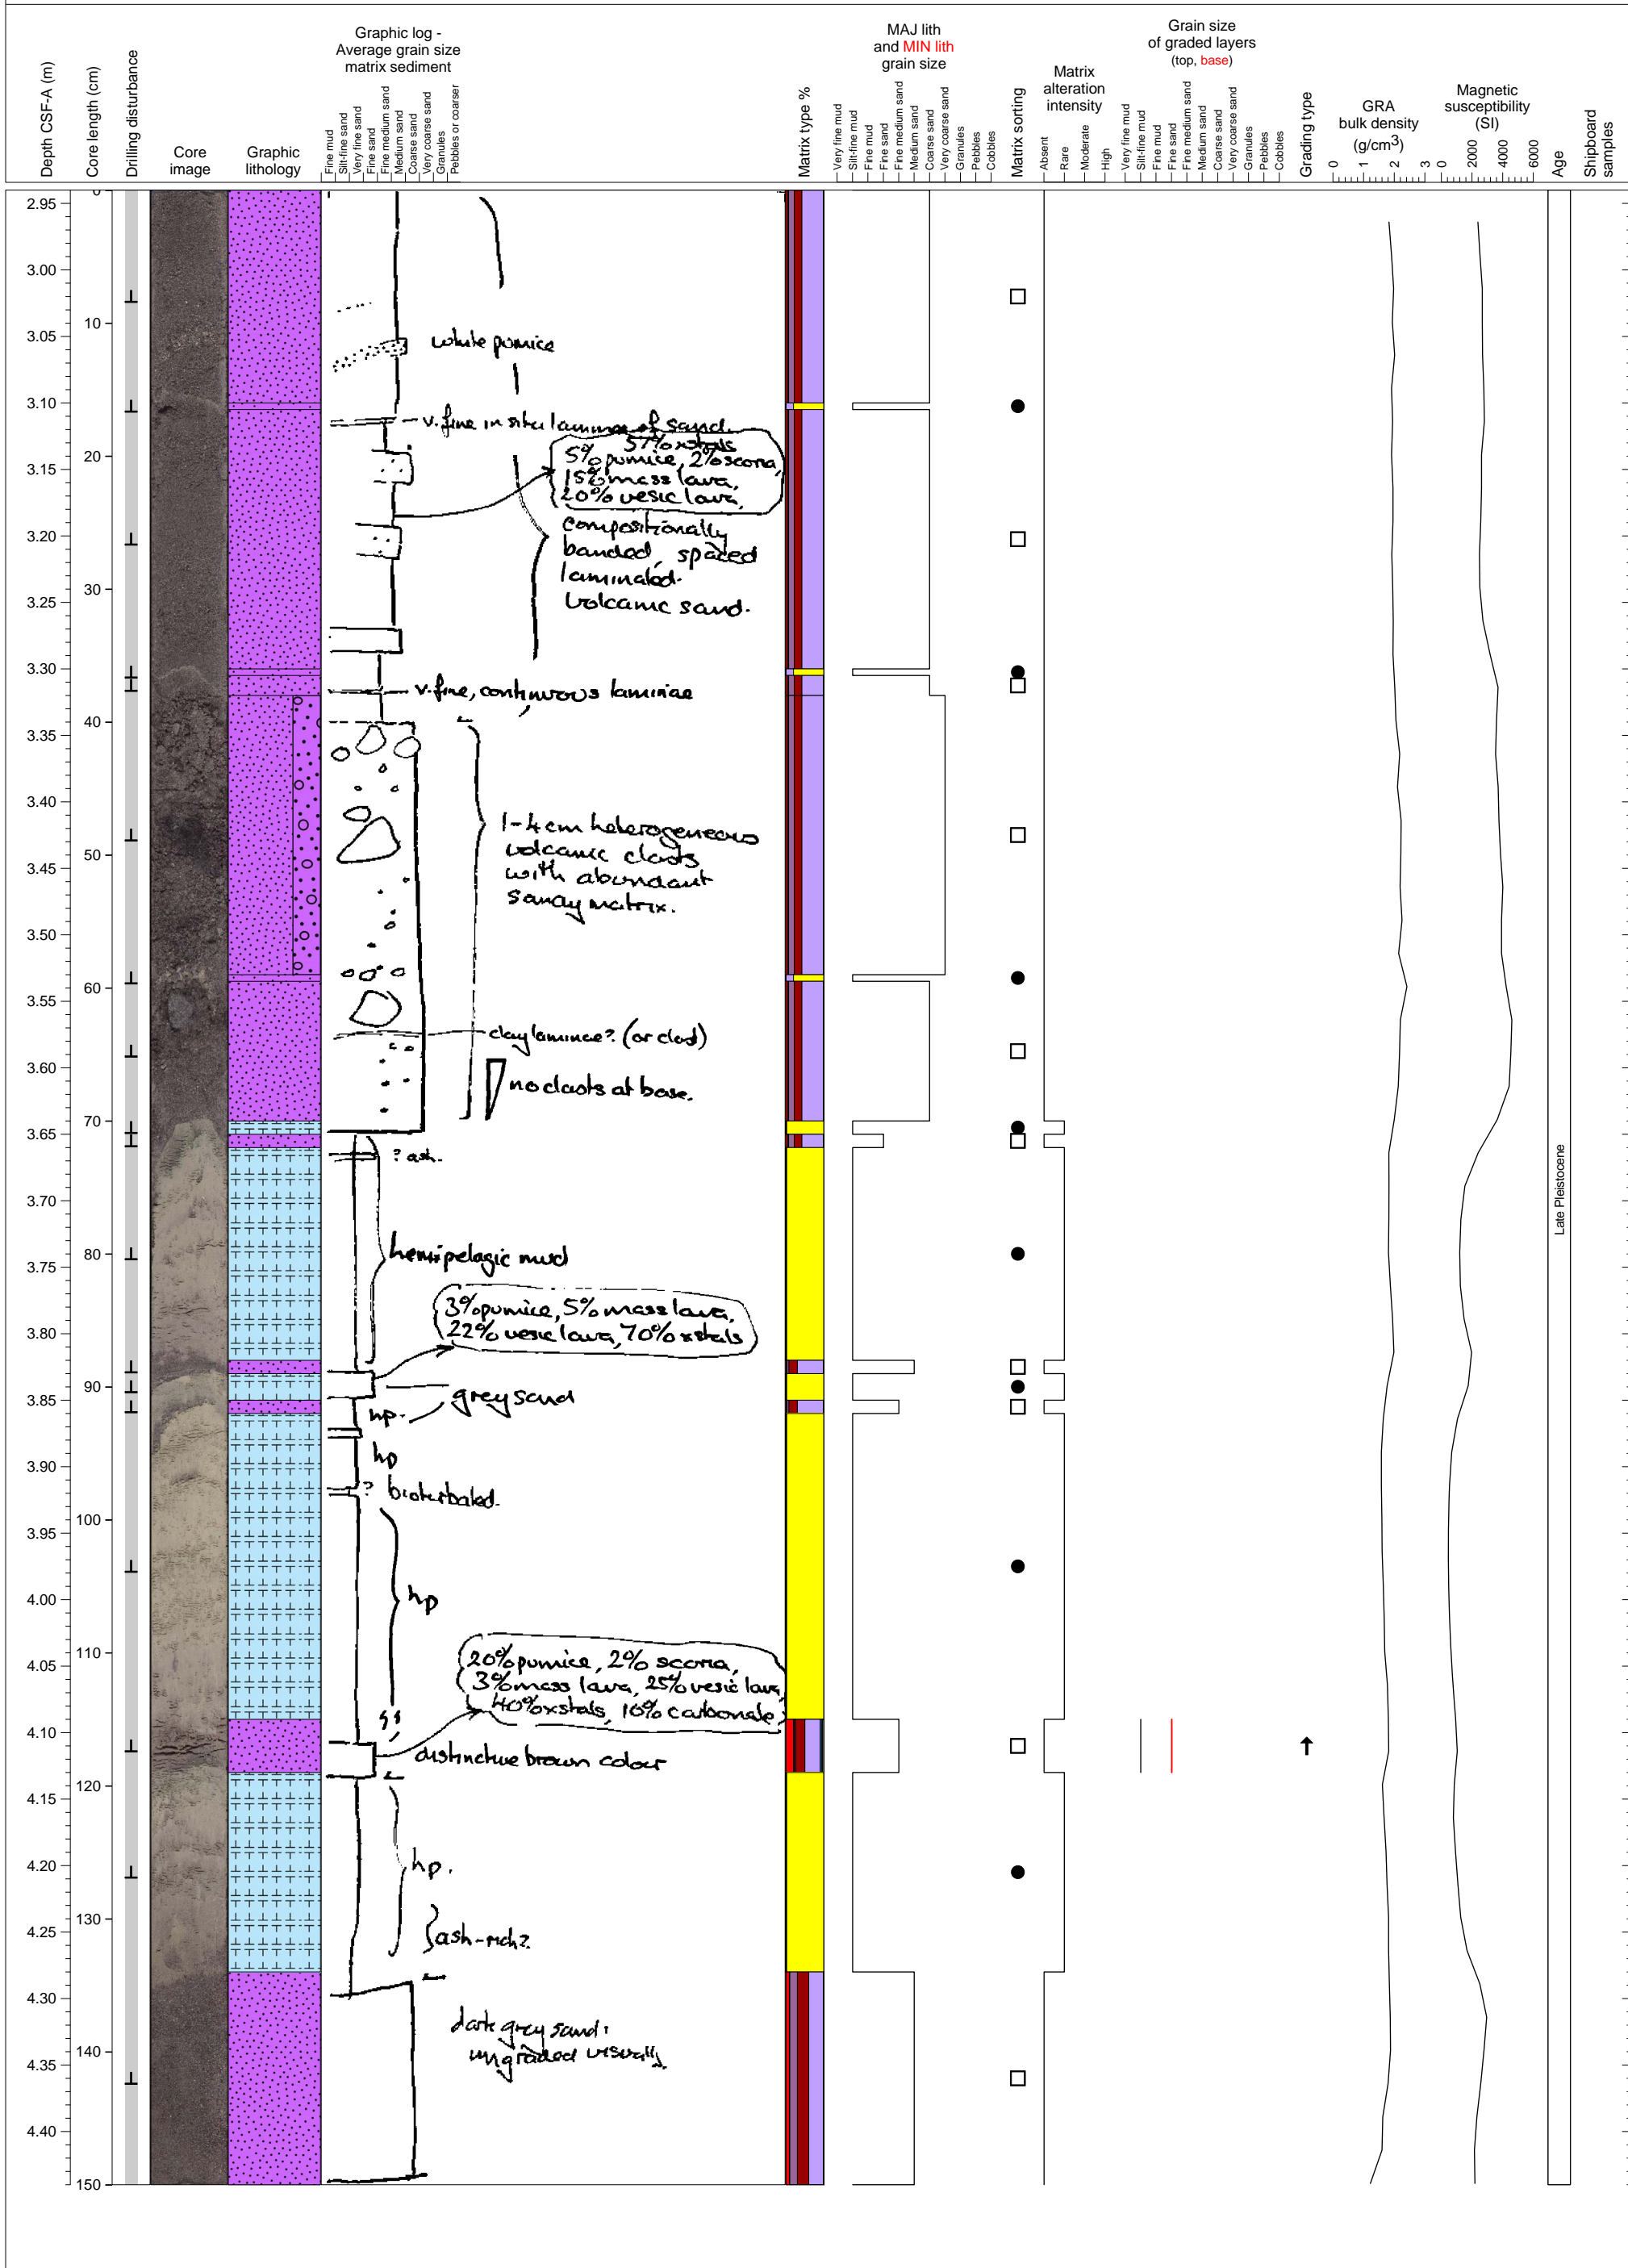 Depth CSF-A (m)
Core length (cm)
Drilling disturbance
Core
image
Graphic
lithology
Graphic log -
Average grain size
matrix sediment
Fine mud
Silt-fine sand
Very fine sand
Fine sand
Fine medium sand
Medium sand
Coarse sand
Very coarse sand
Granules
Pebbles or coarser
Matrix type %
MAJ lith
and MIN lith
grain size
Very fine mud
Silt-fine mud
Fine mud
Fine sand
Fine medium sand
Medium sand
Coarse sand
Very coarse sand
Granules
Pebbles
Cobbles
Matrix sorting
Matrix
alteration
intensity
Absent
Rare
Moderate
High
Grain size
of graded layers
(top, base)
Very fine mud
Silt-fine mud
Fine mud
Fine sand
Fine medium sand
Medium sand
Coarse sand
Very coarse sand
Granules
Pebbles
Cobbles
Grading type
GRA
bulk density
(g/cm3)
0 1 2 3
Magnetic
susceptibility
(SI)
0 2000 4000 6000
Age
Shipboard
samples
2.95
3.00
3.05
3.10
3.15
3.20
3.25
3.30
3.35
3.40
3.45
3.50
3.55
3.60
3.65
3.70
3.75
3.80
3.85
3.90
3.95
4.00
4.05
4.10
4.15
4.20
4.25
4.30
4.35
4.40
0
10
20
30
40
50
60
70
80
90
100
110
120
130
140
150
white pumice
v. fine in situ laminae of sand.
57% xstals
5% pumice, 2% scoria,
15% mass lava,
20% vesic lava,
compositionally
banded, spaced
laminated.
volcanic sand.
v. fine, continuous laminae
1-4 cm heterogeneous
volcanic clasts
with abundant
sanday matrix.
clay laminae? (or clast)
no clasts at base.
? ash.
hemipelagic mud
3% pumice, 5% mass lava,
22% vesic lava, 70% xstals
grey sand
hp.
hp
? bioturbated.
hp
20% pumice, 2% scoria,
3% mass lava, 25% vesic lava,
40% xstals, 10% carbonate
distinctive brown colour
hp.
ash-rich?
dark grey sand.
ungraded visually
Late Pleistocene